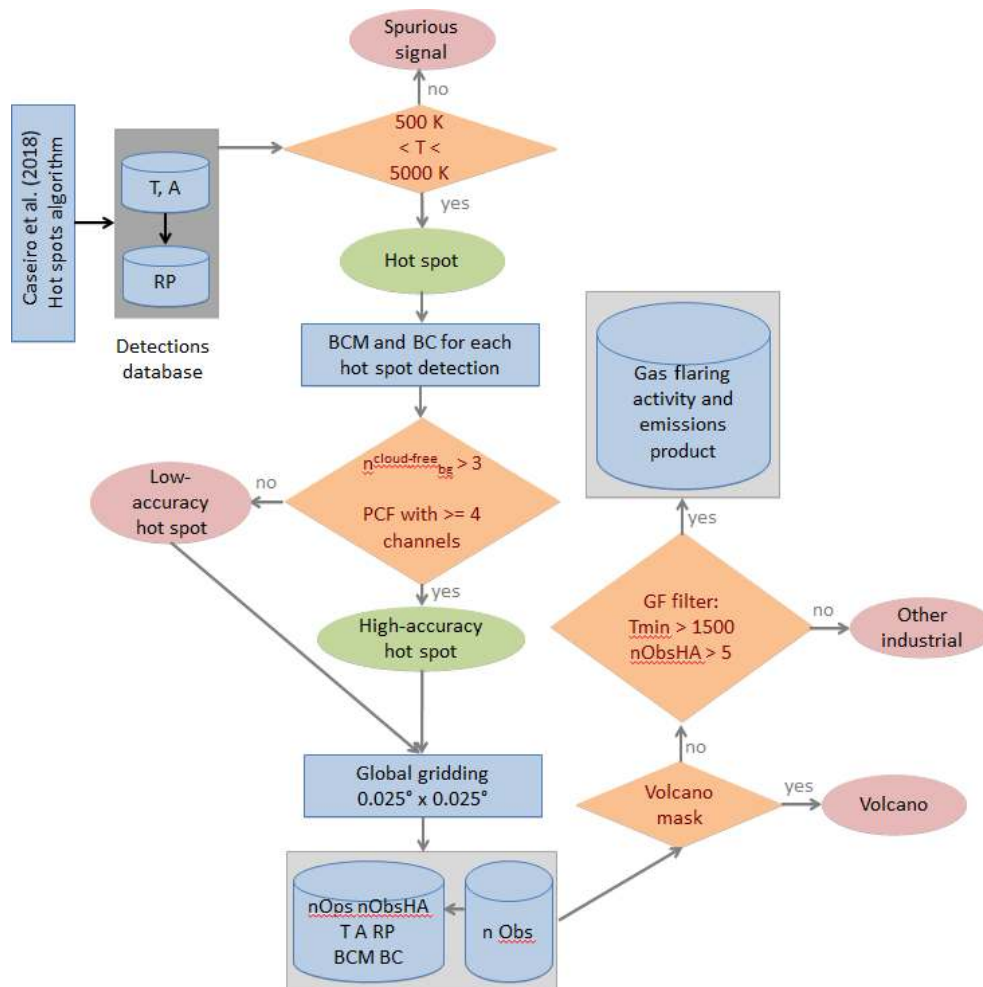 Spurious
signal
no
500 K
< T <
5000 K
yes
Caseiro et al. (2018)
Hot spots algorithm
T, A
RP
Detections
database
Hot spot
BCM and BC for each
hot spot detection
n^cloud-free_bg > 3
PCF with >= 4
channels
no
Low-
accuracy
hot spot
yes
High-accuracy
hot spot
Global gridding
0.025° x 0.025°
nOps nObsHA
T A RP
BCM BC
n Obs
Volcano
mask
yes
Volcano
no
GF filter:
Tmin > 1500
nObsHA > 5
no
Other
industrial
yes
Gas flaring
activity and
emissions
product